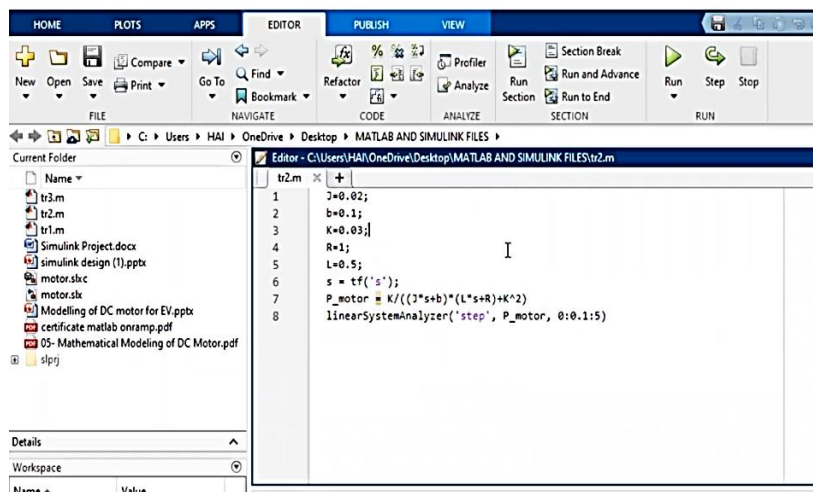 HOME PLOTS APPS EDITOR PUBLISH VIEW
New Open Save Compare Print Go To Find Bookmark Refactor Profiler Analyze Run Section Section Break Run and Advance Run to End Run Step Stop
FILE NAVIGATE CODE ANALYZE SECTION RUN
C: Users HAI OneDrive Desktop MATLAB AND SIMULINK FILES
Current Folder
Name
tr3.m
tr2.m
tr1.m
Simulink Project.docx
simulink design (1).pptx
motor.slxc
motor.slx
Modelling of DC motor for EV.pptx
certificate matlab onramp.pdf
05- Mathematical Modeling of DC Motor.pdf
slprj
Details
Workspace
Name Value
Editor - C:\Users\HAI\OneDrive\Desktop\MATLAB AND SIMULINK FILES\tr2.m
tr2.m
1 J=0.02;
2 b=0.1;
3 K=0.03;
4 R=1;
5 L=0.5;
6 s = tf('s');
7 P_motor = K/((J*s+b)*(L*s+R)+K^2)
8 linearSystemAnalyzer('step', P_motor, 0:0.1:5)